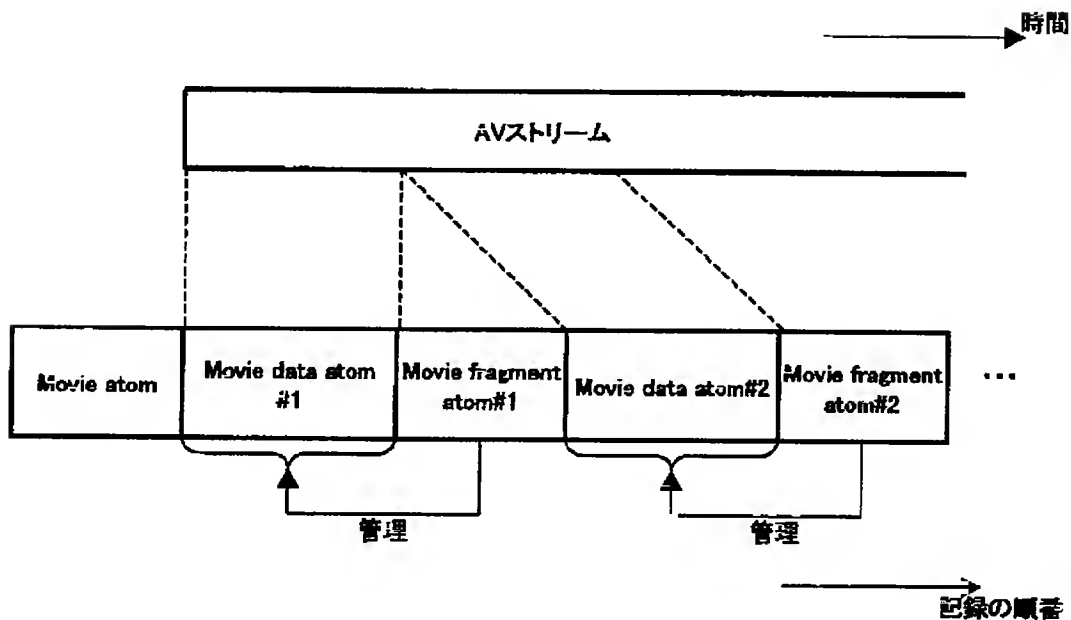 時間
AVストリーム
Movie atom
Movie data atom
#1
Movie fragment
atom#1
Movie data atom#2
Movie fragment
atom#2
...
管理
管理
記録の順番